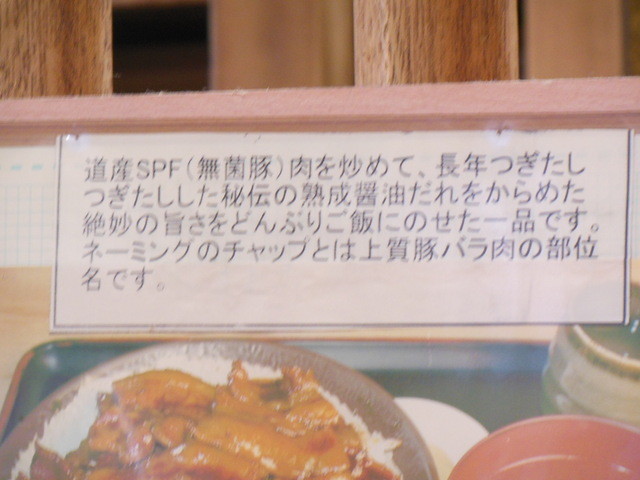 道産SPF(無菌豚)肉を炒めて、長年つぎたし
つぎたしした秘伝の熟成醤油だれをからめた
絶妙の旨さをどんぶりご飯にのせた一品です。
ネーミングのチャップとは上質豚バラ肉の部位
名です。